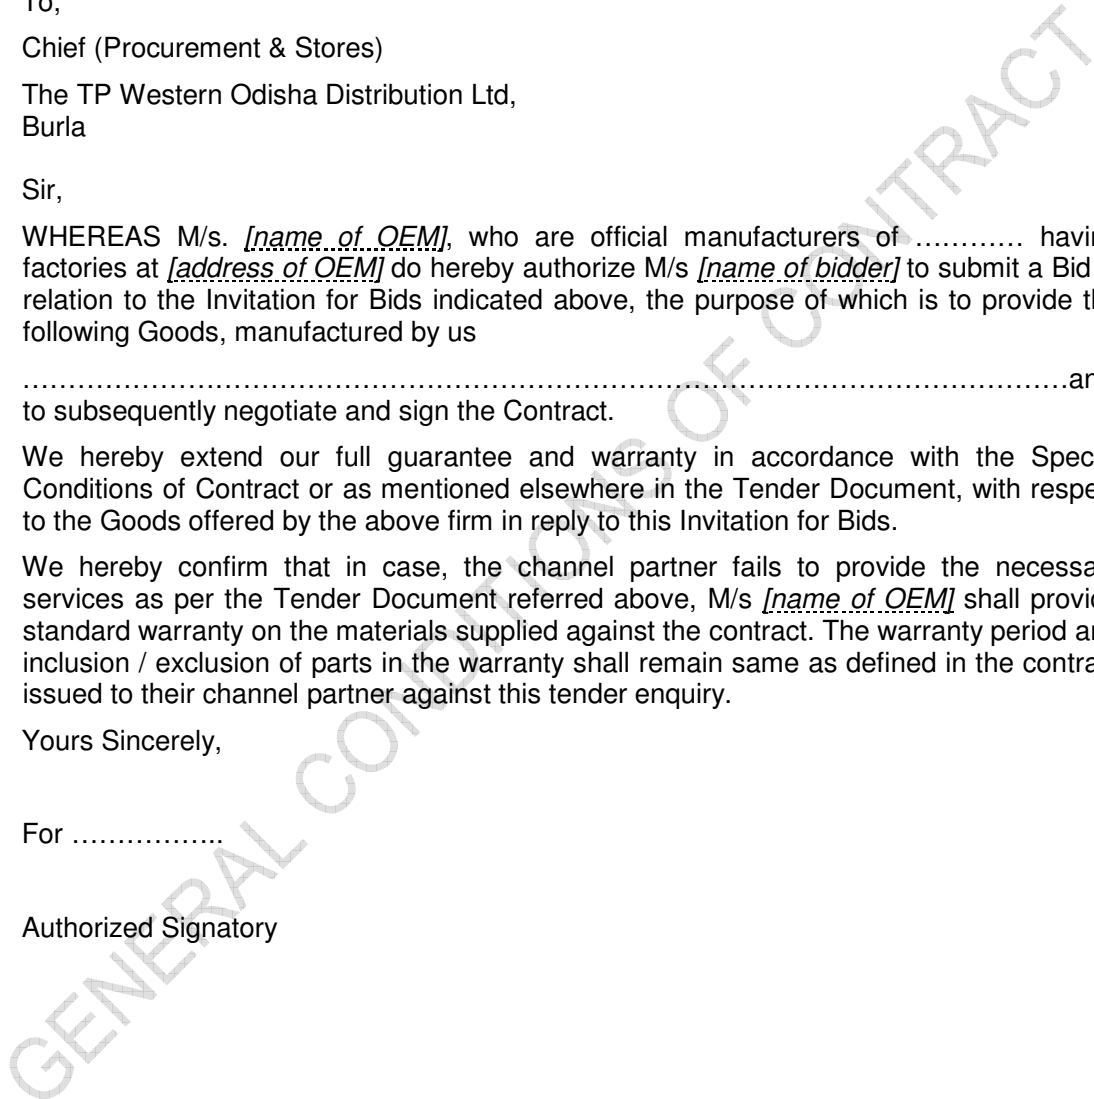 To,
Chief (Procurement & Stores)
The TP Western Odisha Distribution Ltd,
Burla
Sir,
WHEREAS M/s. [name of OEM], who are official manufacturers of ………… havin
factories at [address of OEM] do hereby authorize M/s [name of bidder] to submit a Bid
relation to the Invitation for Bids indicated above, the purpose of which is to provide th
following Goods, manufactured by us
……………………………………………………………………………………………………an
to subsequently negotiate and sign the Contract.
We hereby extend our full guarantee and warranty in accordance with the Spec
Conditions of Contract or as mentioned elsewhere in the Tender Document, with respe
to the Goods offered by the above firm in reply to this Invitation for Bids.
We hereby confirm that in case, the channel partner fails to provide the necessa
services as per the Tender Document referred above, M/s [name of OEM] shall provid
standard warranty on the materials supplied against the contract. The warranty period an
inclusion / exclusion of parts in the warranty shall remain same as defined in the contra
issued to their channel partner against this tender enquiry.
Yours Sincerely,
For ……………..
Authorized Signatory
GENERAL CONDITIONS OF CONTRACT